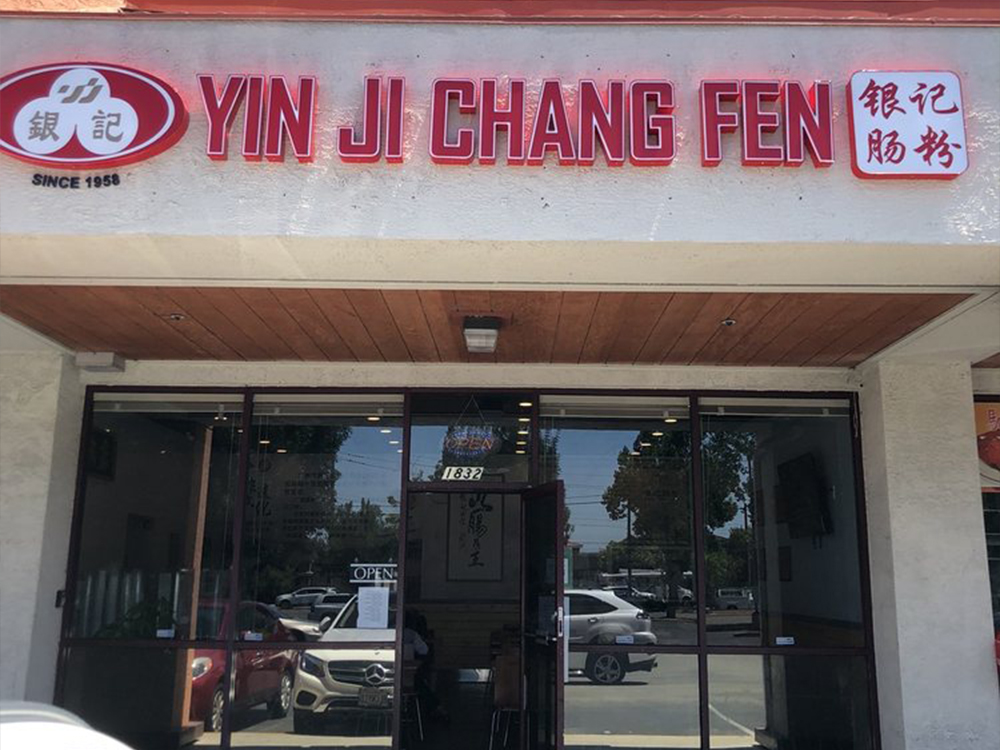 銀記
SINCE 1958
YIN JI CHANG FEN
银记
肠粉
OPEN
1832
OPEN